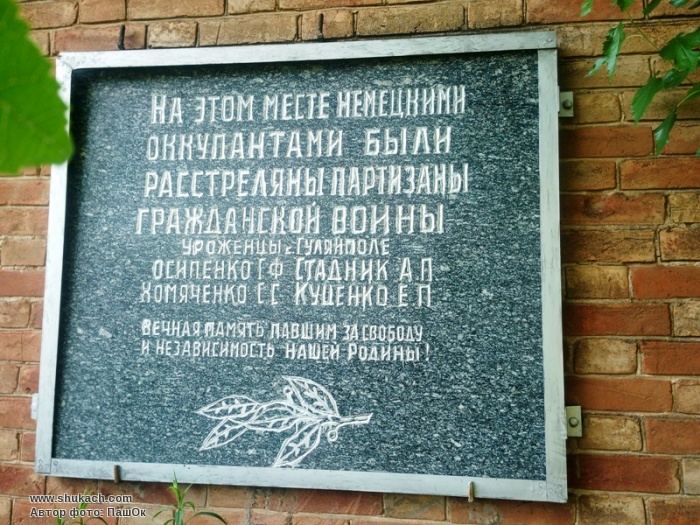 НА ЭТОМ МЕСТЕ НЕМЕЦКИМИ
ОККУПАНТАМИ БЫЛИ
РАССТРЕЛЯНЫ ПАРТИЗАНЫ
ГРАЖДАНСКОЙ ВОЙНЫ
УРОЖЕНЦЫ с. ГУЛЯЙПОЛЕ
ОСИПЕНКО Г.Ф. СТАДНИК А.П
ХОМЯЧЕНКО С.С. КУЦЕНКО Е.П
ВЕЧНАЯ ПАМЯТЬ ПАВШИМ ЗА СВОБОДУ
И НЕЗАВИСИМОСТЬ НАШЕЙ РОДИНЫ!
www.shukach.com
Автор фото: ПашОк